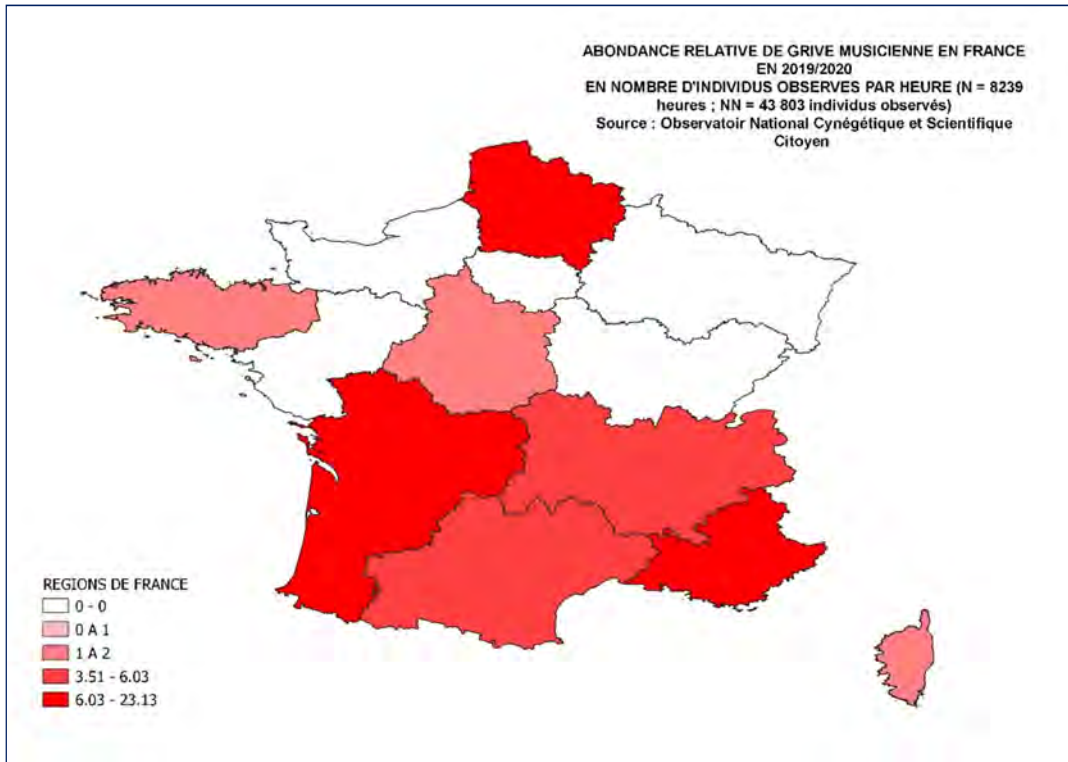 ABONDANCE RELATIVE DE GRIVE MUSICIENNE EN FRANCE
EN 2019/2020
EN NOMBRE D'INDIVIDUS OBSERVES PAR HEURE (N = 8239
heures ; NN = 43 803 individus observés)
Source : Observatoir National Cynégétique et Scientifique
Citoyen
REGIONS DE FRANCE
0 - 0
0 A 1
1 A 2
3.51 - 6.03
6.03 - 23.13